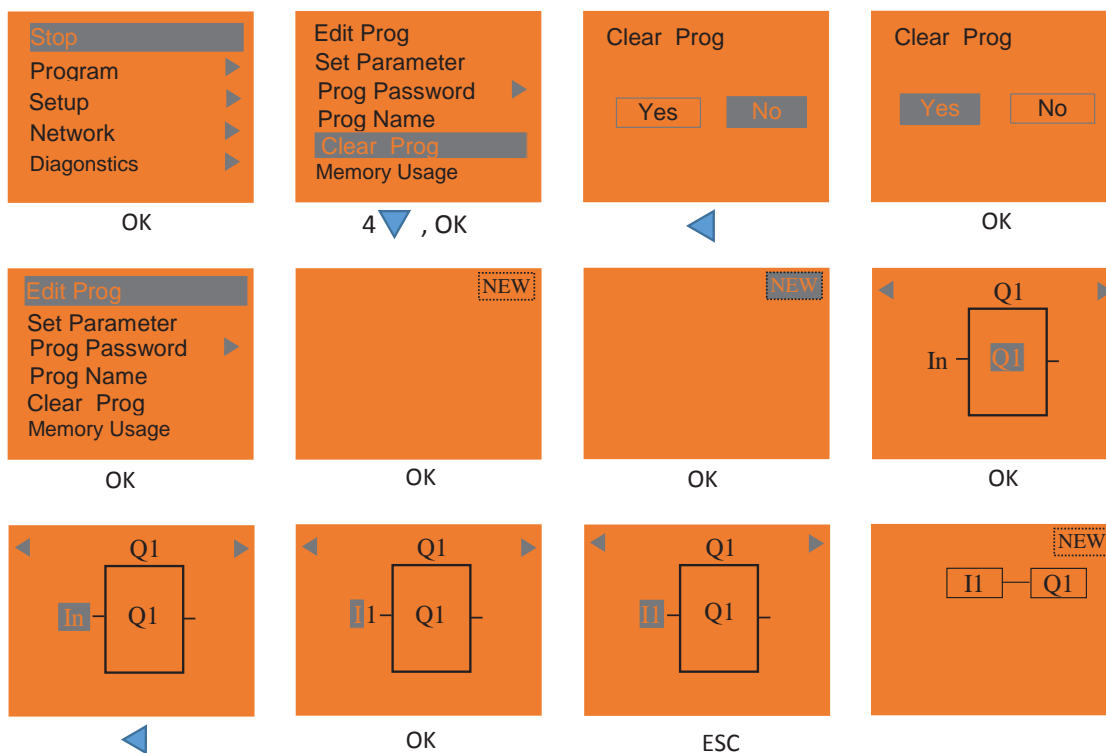 Stop
Program
Setup
Network
Diagonstics
OK
Edit Prog
Set Parameter
Prog Password
Prog Name
Clear Prog
Memory Usage
4 , OK
Clear Prog
Yes No
Clear Prog
Yes No
OK
Edit Prog
Set Parameter
Prog Password
Prog Name
Clear Prog
Memory Usage
OK
NEW
OK
NEW
OK
Q1
In Q1
OK
Q1
In Q1
Q1
I1 Q1
OK
Q1
I1 Q1
ESC
NEW
I1 Q1